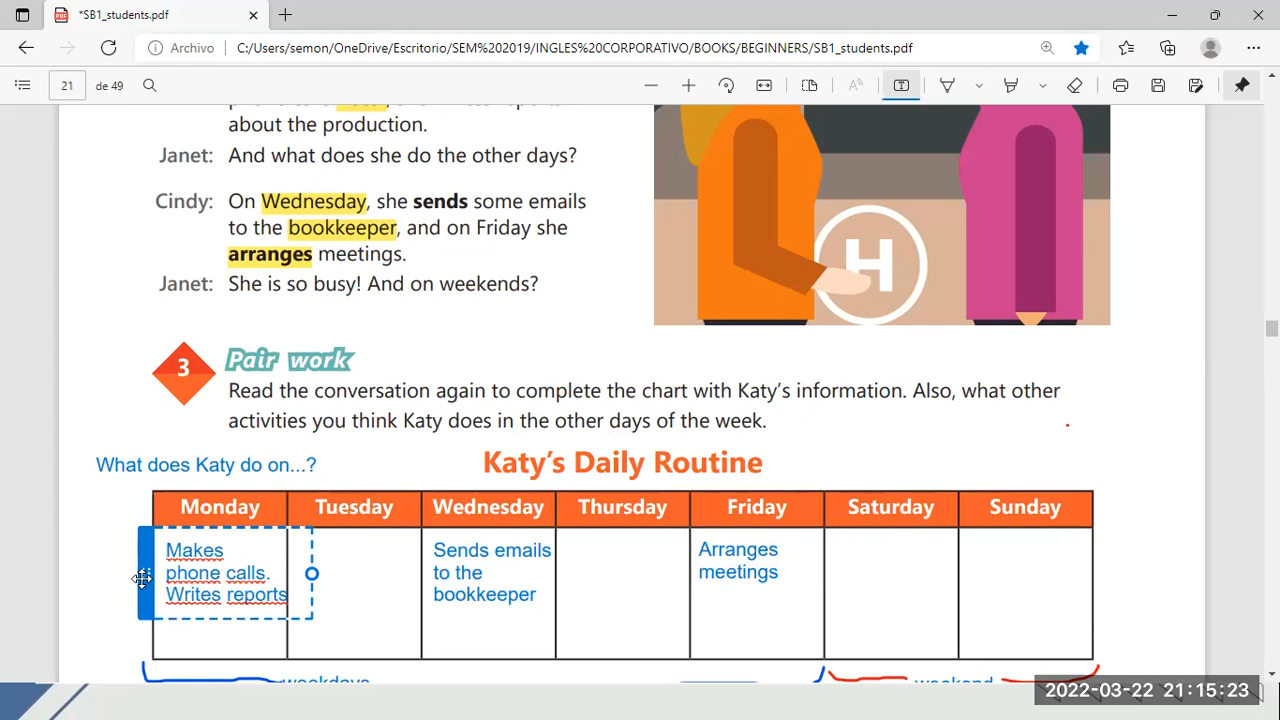 *SB1_students.pdf
Archivo C:/Users/semon/OneDrive/Escritorio/SEM%202019/INGLES%20CORPORATIVO/BOOKS/BEGINNERS/SB1_students.pdf
21 de 49
about the production.
Janet: And what does she do the other days?
Cindy: On Wednesday, she sends some emails
to the bookkeeper, and on Friday she
arranges meetings.
Janet: She is so busy! And on weekends?
H
3 Pair work
Read the conversation again to complete the chart with Katy's information. Also, what other
activities you think Katy does in the other days of the week.
What does Katy do on...?
Katy's Daily Routine
Monday Tuesday Wednesday Thursday Friday Saturday Sunday
Makes
phone calls.
Writes reports
Sends emails
to the
bookkeeper
Arranges
meetings
weekdays
weekend
2022-03-22 21:15:23